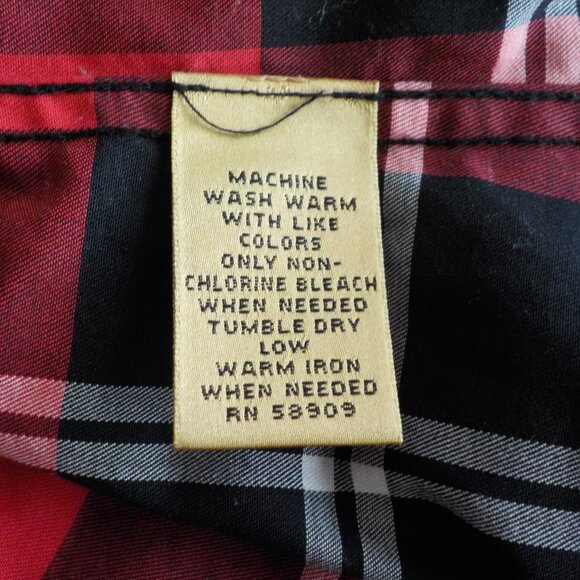 MACHINE
WASH WARM
WITH LIKE
COLORS
ONLY NON-
CHLORINE BLEACH
WHEN NEEDED
TUMBLE DRY
LOW
WARM IRON
WHEN NEEDED
RN 58909